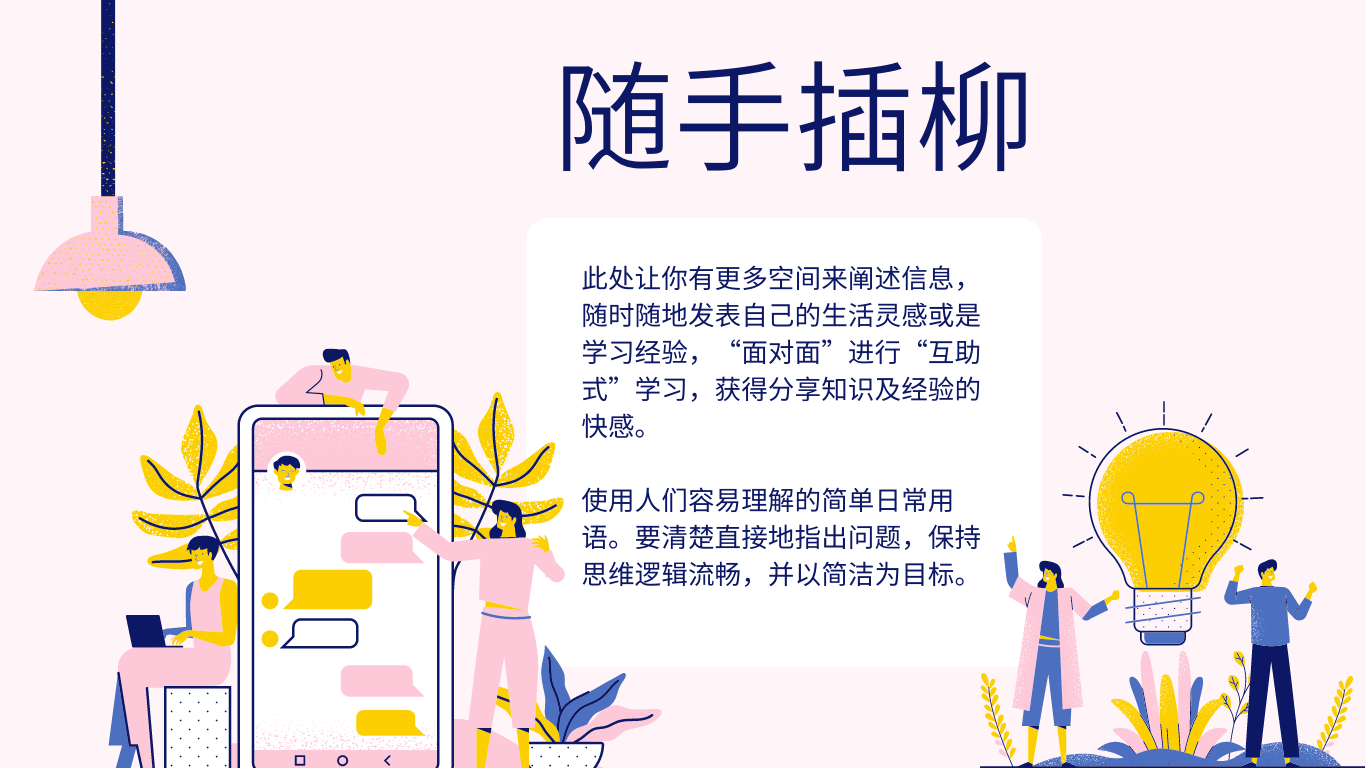 随手插柳
此处让你有更多空间来阐述信息，
随时随地发表自己的生活灵感或是
学习经验，“面对面”进行“互助
式”学习，获得分享知识及经验的
快感。
使用人们容易理解的简单日常用
语。要清楚直接地指出问题，保持
思维逻辑流畅，并以简洁为目标。